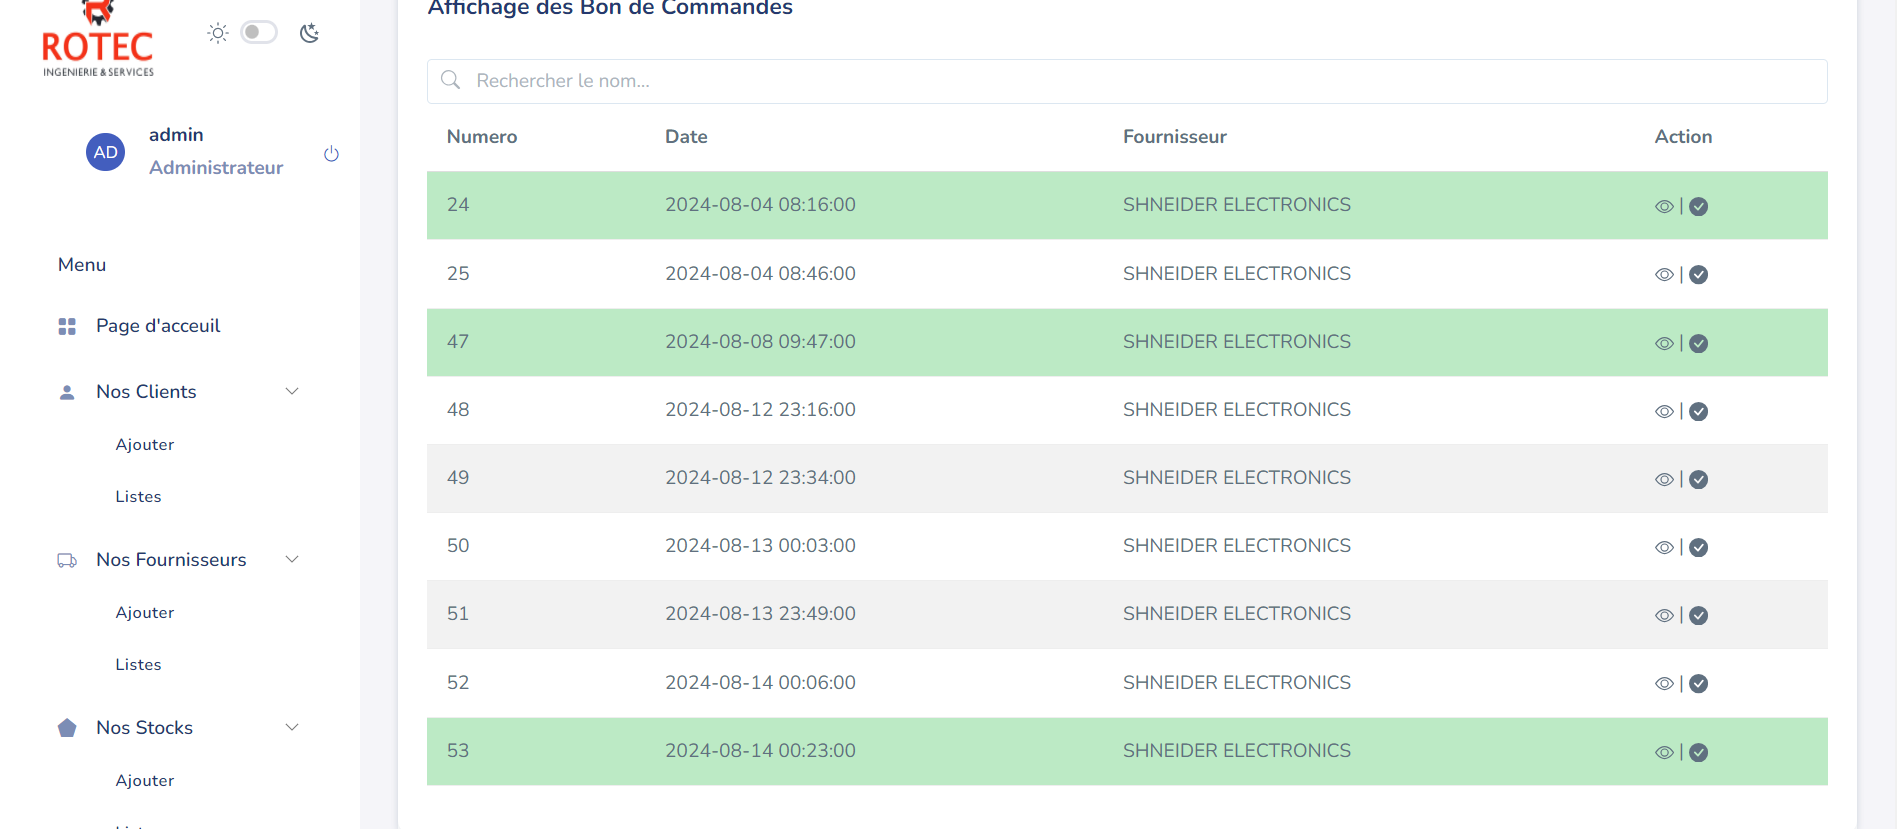 ROTEC
INGENIERIE & SERVICES
AD
admin
Administrateur
Menu
Page d'acceuil
Nos Clients
Ajouter
Listes
Nos Fournisseurs
Ajouter
Listes
Nos Stocks
Ajouter
Affichage des Bon de Commandes
Rechercher le nom...
Numero Date Fournisseur Action
24 2024-08-04 08:16:00 SHNEIDER ELECTRONICS |
25 2024-08-04 08:46:00 SHNEIDER ELECTRONICS |
47 2024-08-08 09:47:00 SHNEIDER ELECTRONICS |
48 2024-08-12 23:16:00 SHNEIDER ELECTRONICS |
49 2024-08-12 23:34:00 SHNEIDER ELECTRONICS |
50 2024-08-13 00:03:00 SHNEIDER ELECTRONICS |
51 2024-08-13 23:49:00 SHNEIDER ELECTRONICS |
52 2024-08-14 00:06:00 SHNEIDER ELECTRONICS |
53 2024-08-14 00:23:00 SHNEIDER ELECTRONICS |